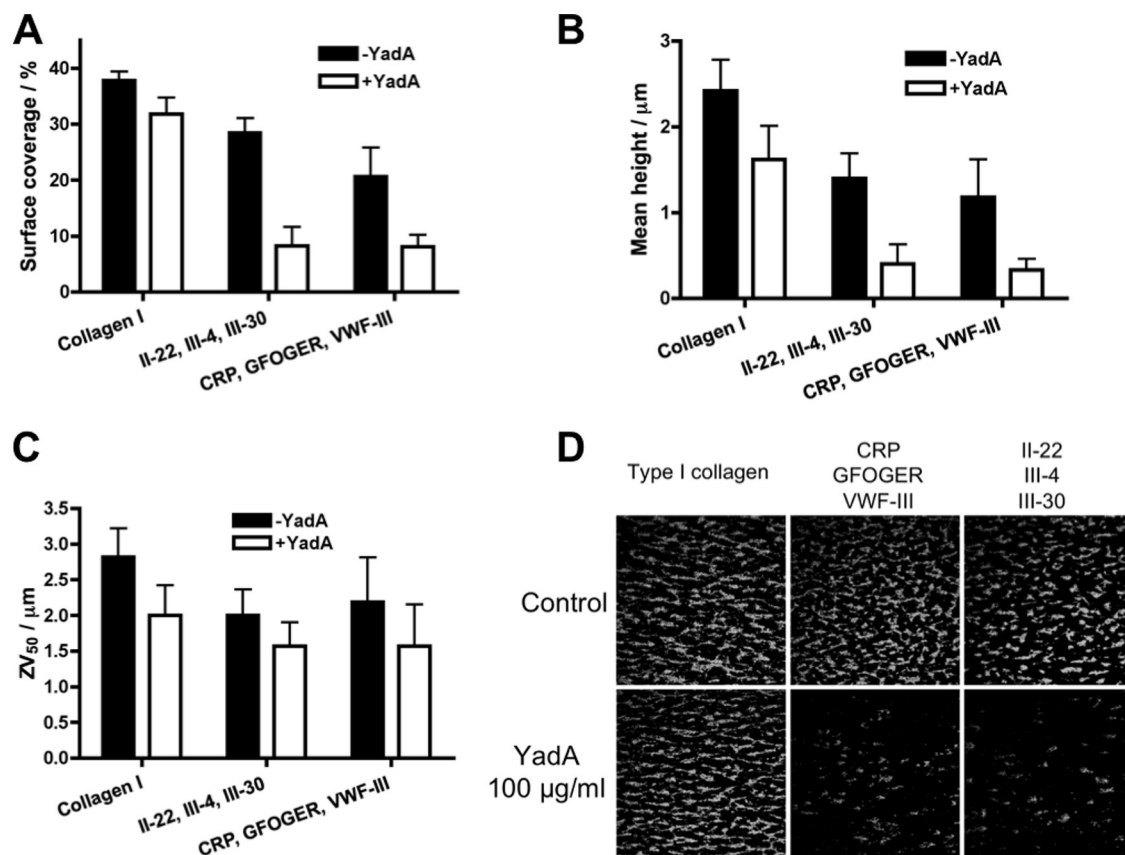 A
Surface coverage / %
40
30
20
10
0
-YadA
+YadA
Collagen I
II-22, III-4, III-30
CRP, GFOGER, VWF-III
B
Mean height / μm
3
2
1
0
-YadA
+YadA
Collagen I
II-22, III-4, III-30
CRP, GFOGER, VWF-III
C
ZV50 / μm
3.5
3.0
2.5
2.0
1.5
1.0
0.5
0.0
-YadA
+YadA
Collagen I
II-22, III-4, III-30
CRP, GFOGER, VWF-III
D
Type I collagen
CRP
GFOGER
VWF-III
II-22
III-4
III-30
Control
YadA
100 μg/ml